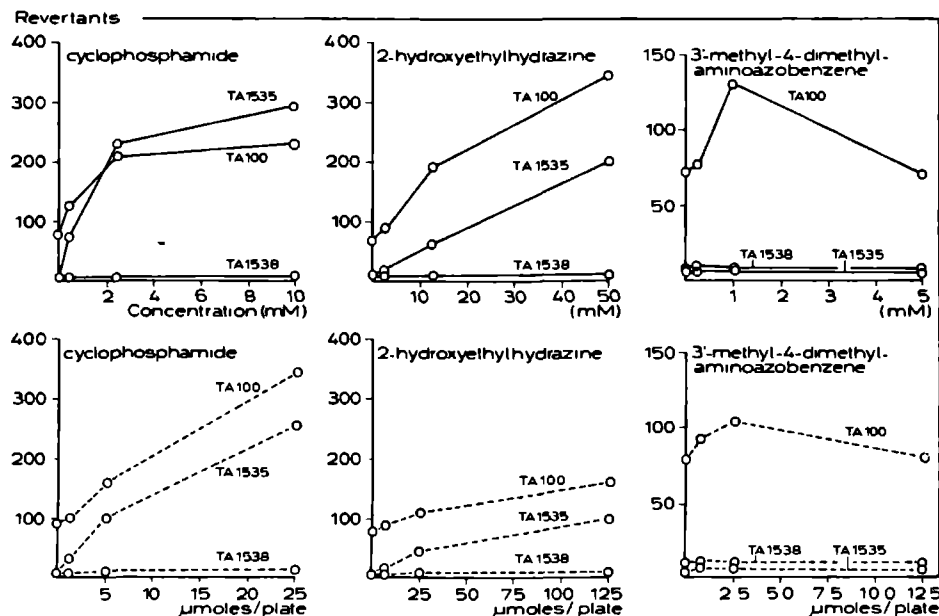 Revertants
cyclophosphamide
400
300
200
100
TA1535
TA100
TA1538
0 2 4 6 8 10
Concentration (mM)
2-hydroxyethylhydrazine
400
300
200
100
TA100
TA1535
TA1538
10 20 30 40 50
(mM)
3'-methyl-4-dimethyl-
aminoazobenzene
150
100
50
TA100
TA1538
TA1535
0 1 2 3 4 5
(mM)
cyclophosphamide
400
300
200
100
TA100
TA1535
TA1538
5 10 15 20 25
µmoles/plate
2-hydroxyethylhydrazine
400
300
200
100
TA100
TA1535
TA1538
0 25 50 75 100 125
µmoles/plate
3'-methyl-4-dimethyl-
aminoazobenzene
150
100
50
TA100
TA1538
TA1535
0 2.5 5 7.5 10 12.5
µmoles/plate